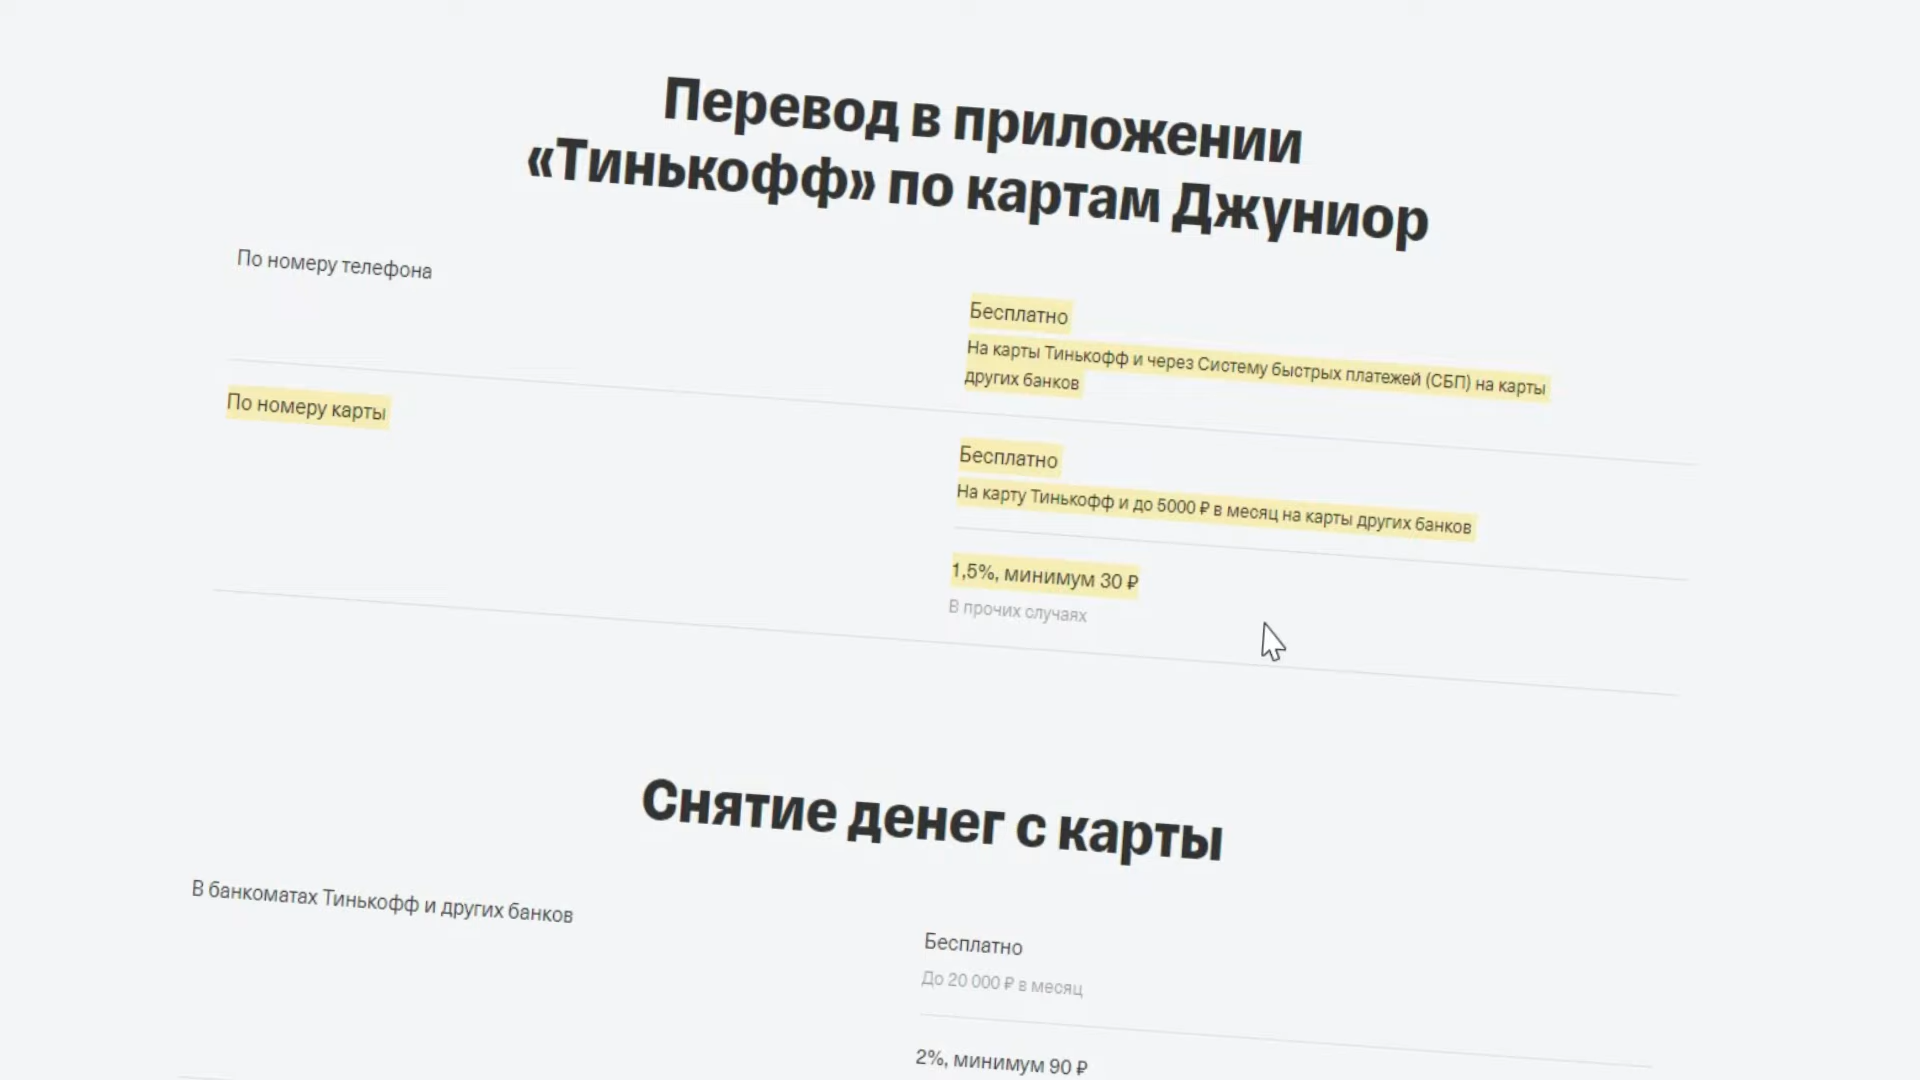 Перевод в приложении
«Тинькофф» по картам Джуниор
По номеру телефона
Бесплатно
На карты Тинькофф и через Систему быстрых платежей (СБП) на карты
других банков
По номеру карты
Бесплатно
На карту Тинькофф и до 5000 ₽ в месяц на карты других банков
1,5%, минимум 30 ₽
В прочих случаях
Снятие денег с карты
В банкоматах Тинькофф и других банков
Бесплатно
До 20 000 ₽ в месяц
2%, минимум 90 ₽